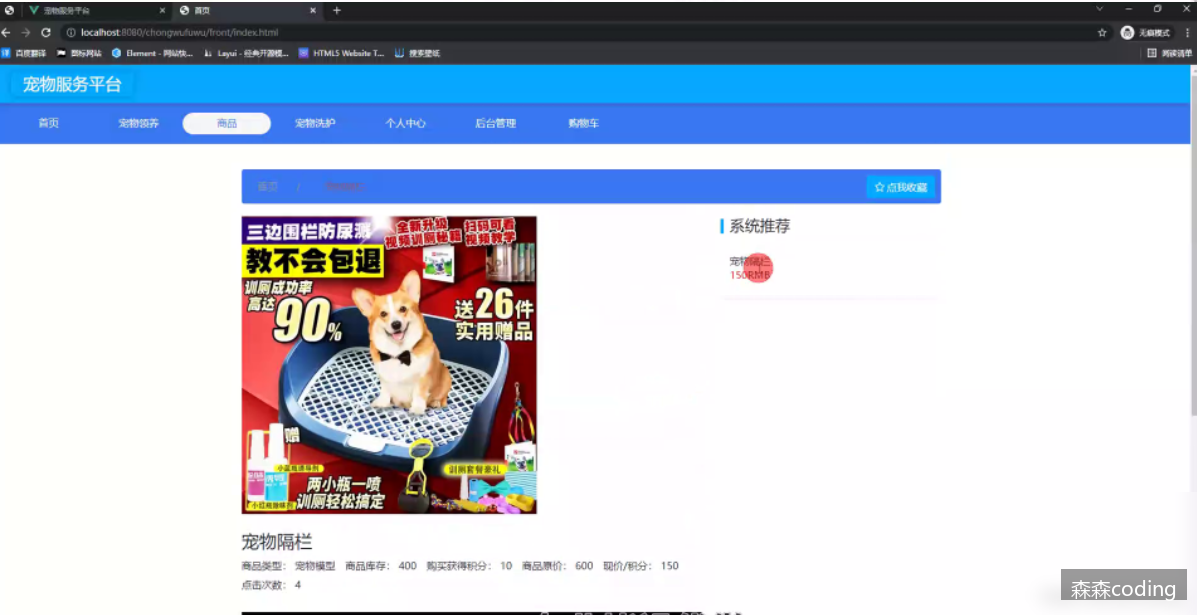 宠物服务平台 首页
localhost:8080/chongwufuwu/front/index.html 无痕模式
百度翻译 图标网站 Element - 网站快... Layui - 经典开源模... HTML5 Website T... 搜索壁纸 阅读清单
宠物服务平台
首页 宠物领养 商品 宠物洗护 个人中心 后台管理 购物车
首页 / 点我收藏
系统推荐
宠物隔栏
150RMB
三边围栏防尿溅 全新升级 扫码可看
视频训厕秘籍 视频教学
教不会包退
训厕成功率
高达
90%
送26件
实用赠品
赠
小蓝瓶诱导剂
训厕套餐豪礼
两小瓶一喷
训厕轻松搞定
宠物隔栏
商品类型: 宠物模型 商品库存: 400 购买获得积分: 10 商品原价: 600 现价/积分: 150
点击次数: 4
森森coding